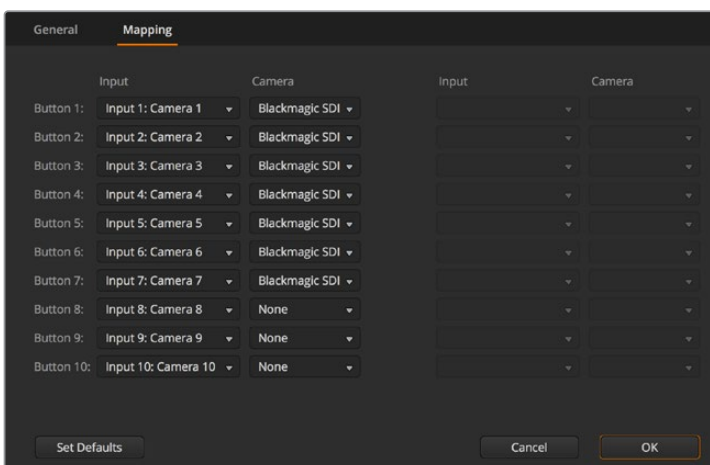 General Mapping
Input Camera Input Camera
Button 1: Input 1: Camera 1 Blackmagic SDI
Button 2: Input 2: Camera 2 Blackmagic SDI
Button 3: Input 3: Camera 3 Blackmagic SDI
Button 4: Input 4: Camera 4 Blackmagic SDI
Button 5: Input 5: Camera 5 Blackmagic SDI
Button 6: Input 6: Camera 6 Blackmagic SDI
Button 7: Input 7: Camera 7 Blackmagic SDI
Button 8: Input 8: Camera 8 None
Button 9: Input 9: Camera 9 None
Button 10: Input 10: Camera 10 None
Set Defaults Cancel OK